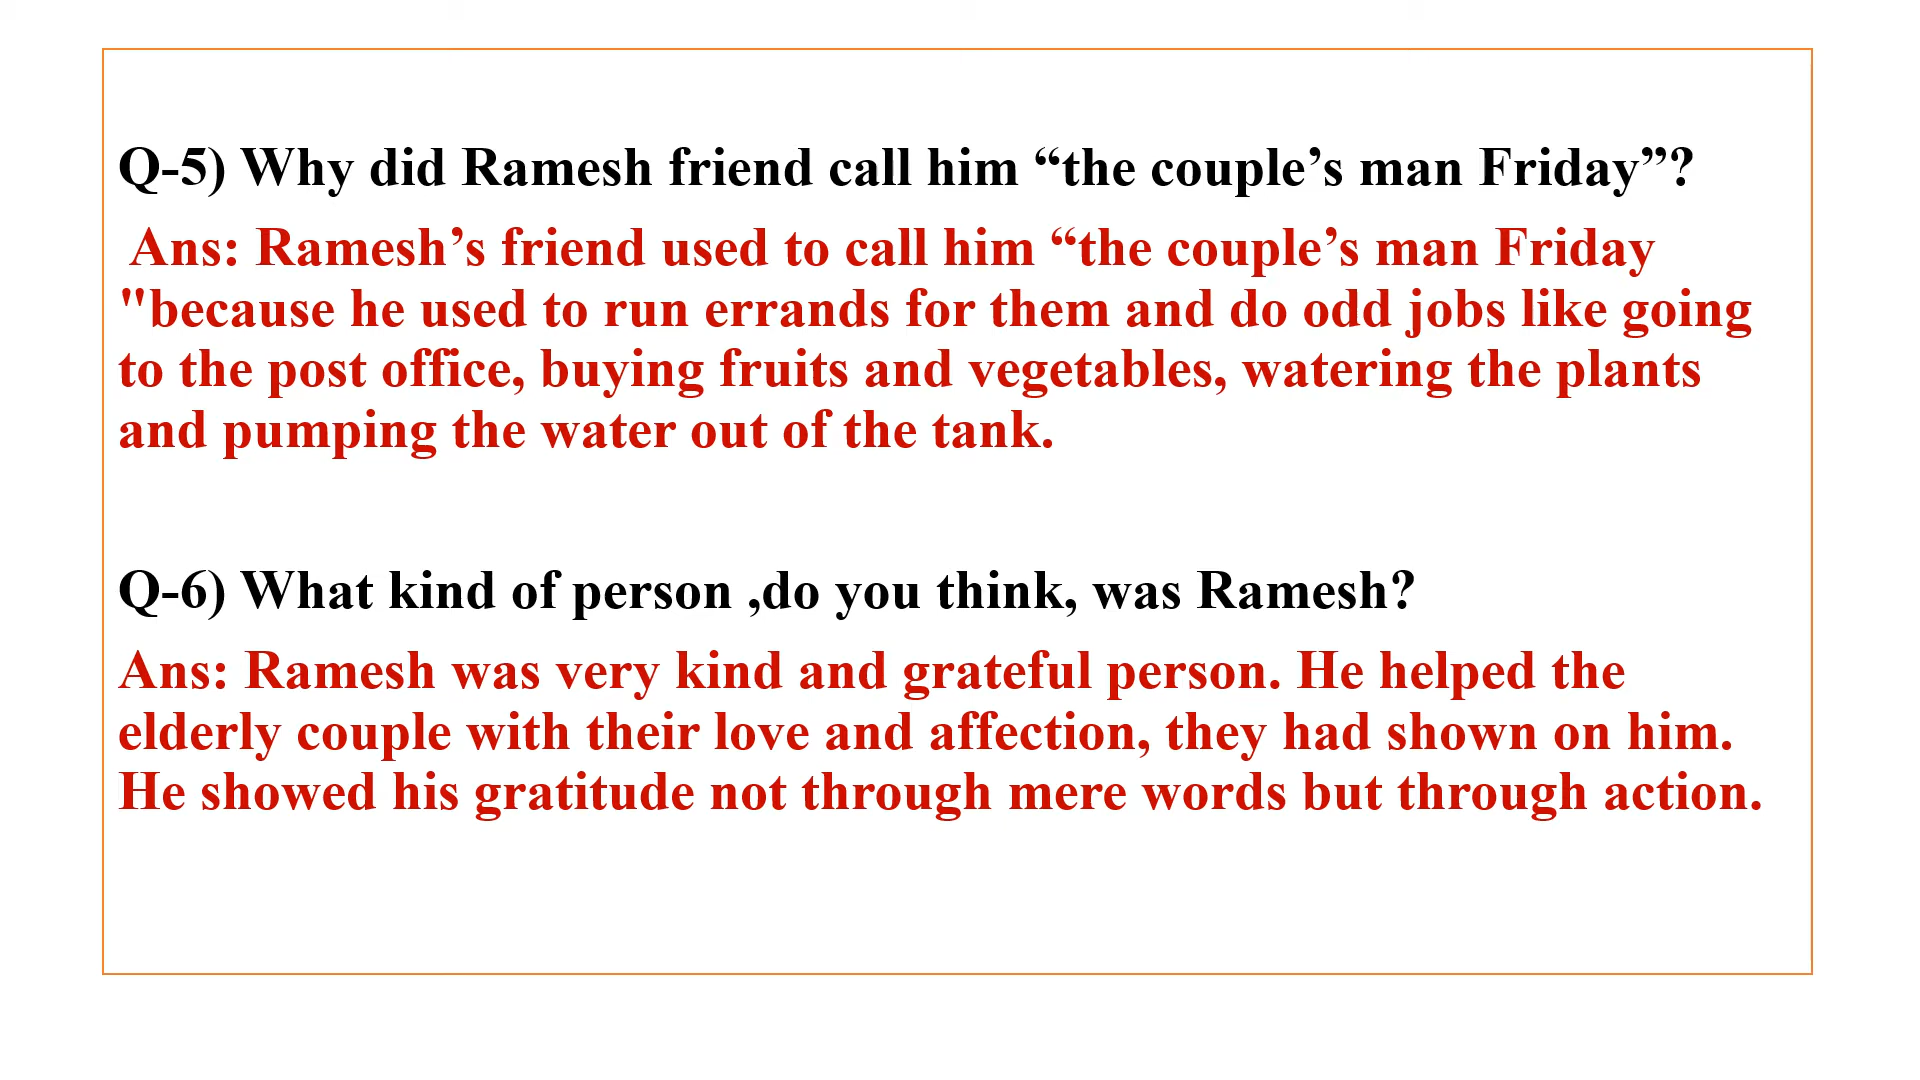 Q-5) Why did Ramesh friend call him “the couple’s man Friday”?
Ans: Ramesh’s friend used to call him “the couple’s man Friday
"because he used to run errands for them and do odd jobs like going
to the post office, buying fruits and vegetables, watering the plants
and pumping the water out of the tank.
Q-6) What kind of person ,do you think, was Ramesh?
Ans: Ramesh was very kind and grateful person. He helped the
elderly couple with their love and affection, they had shown on him.
He showed his gratitude not through mere words but through action.